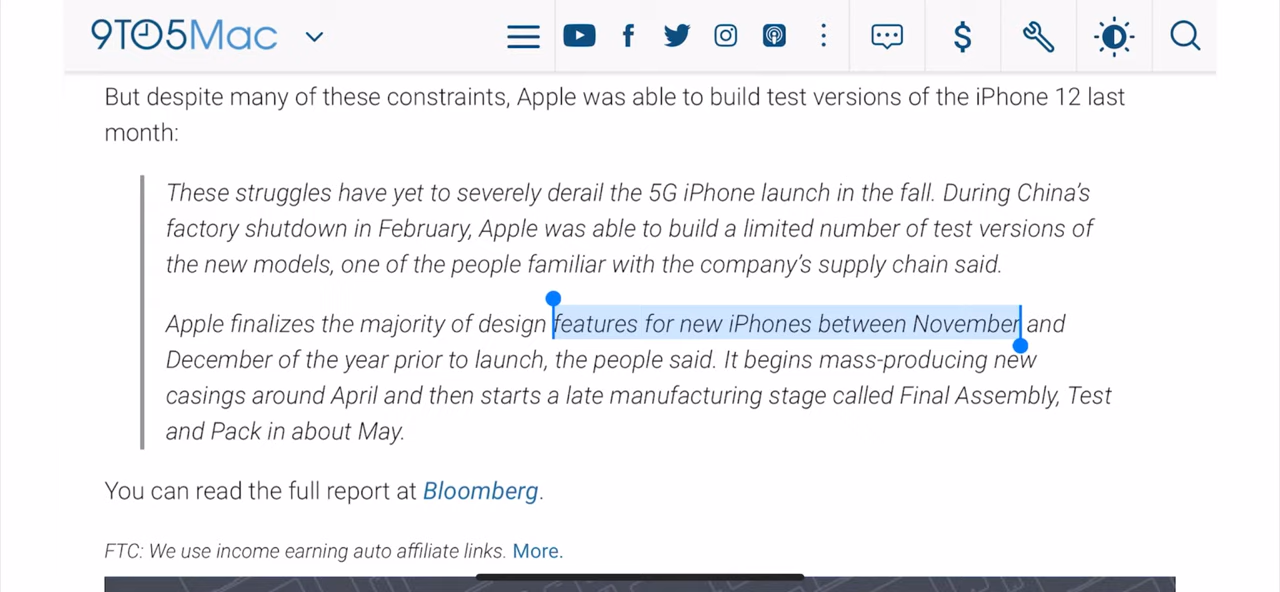 9TO5Mac
But despite many of these constraints, Apple was able to build test versions of the iPhone 12 last
month:
These struggles have yet to severely derail the 5G iPhone launch in the fall. During China’s
factory shutdown in February, Apple was able to build a limited number of test versions of
the new models, one of the people familiar with the company’s supply chain said.
Apple finalizes the majority of design features for new iPhones between November and
December of the year prior to launch, the people said. It begins mass-producing new
casings around April and then starts a late manufacturing stage called Final Assembly, Test
and Pack in about May.
You can read the full report at Bloomberg.
FTC: We use income earning auto affiliate links. More.